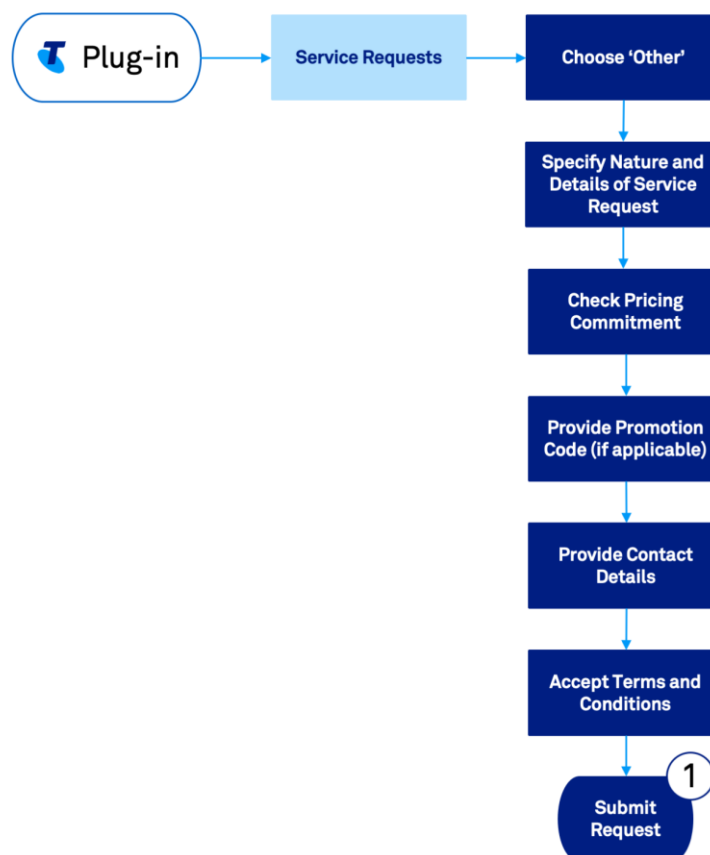 T Plug-in
Service Requests
Choose ‘Other’
Specify Nature and
Details of Service
Request
Check Pricing
Commitment
Provide Promotion
Code (if applicable)
Provide Contact
Details
Accept Terms and
Conditions
1
Submit
Request